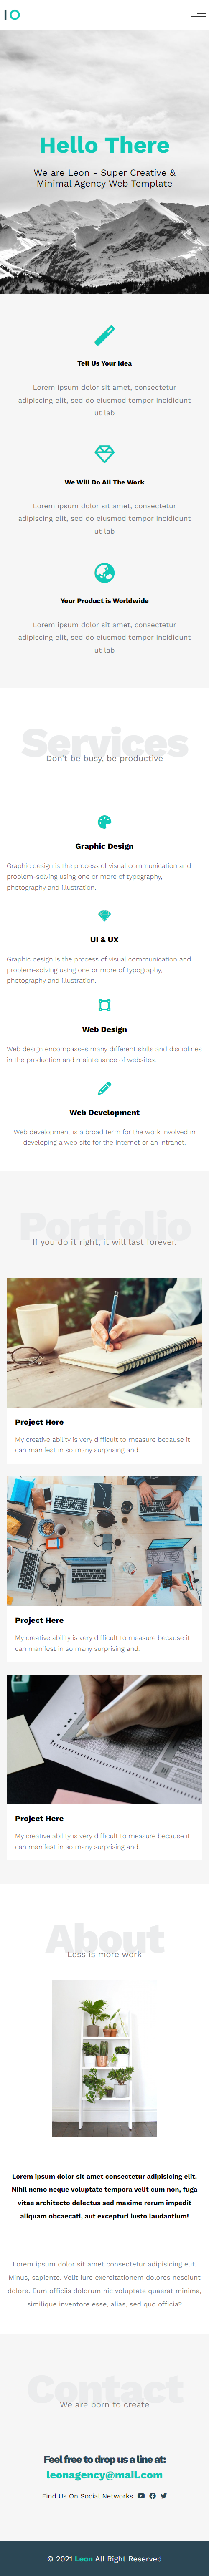 IO
Hello There
We are Leon - Super Creative &
Minimal Agency Web Template
Tell Us Your Idea
Lorem ipsum dolor sit amet, consectetur
adipiscing elit, sed do eiusmod tempor incididunt
ut lab
We Will Do All The Work
Lorem ipsum dolor sit amet, consectetur
adipiscing elit, sed do eiusmod tempor incididunt
ut lab
Your Product is Worldwide
Lorem ipsum dolor sit amet, consectetur
adipiscing elit, sed do eiusmod tempor incididunt
ut lab
Services
Don't be busy, be productive
Graphic Design
Graphic design is the process of visual communication and
problem-solving using one or more of typography,
photography and illustration.
UI & UX
Graphic design is the process of visual communication and
problem-solving using one or more of typography,
photography and illustration.
Web Design
Web design encompasses many different skills and disciplines
in the production and maintenance of websites.
Web Development
Web development is a broad term for the work involved in
developing a web site for the Internet or an intranet.
Portfolio
If you do it right, it will last forever.
Project Here
My creative ability is very difficult to measure because it
can manifest in so many surprising and.
Project Here
My creative ability is very difficult to measure because it
can manifest in so many surprising and.
Project Here
My creative ability is very difficult to measure because it
can manifest in so many surprising and.
About
Less is more work
Lorem ipsum dolor sit amet consectetur adipisicing elit.
Nihil nemo neque voluptate tempora velit cum non, fuga
vitae architecto delectus sed maxime rerum impedit
aliquam obcaecati, aut excepturi iusto laudantium!
Lorem ipsum dolor sit amet consectetur adipisicing elit.
Minus, sapiente. Velit iure exercitationem dolores nesciunt
dolore. Eum officiis dolorum hic voluptate quaerat minima,
similique inventore esse, alias, sed quo officia?
Contact
We are born to create
Feel free to drop us a line at:
leonagency@mail.com
Find Us On Social Networks
© 2021 Leon All Right Reserved